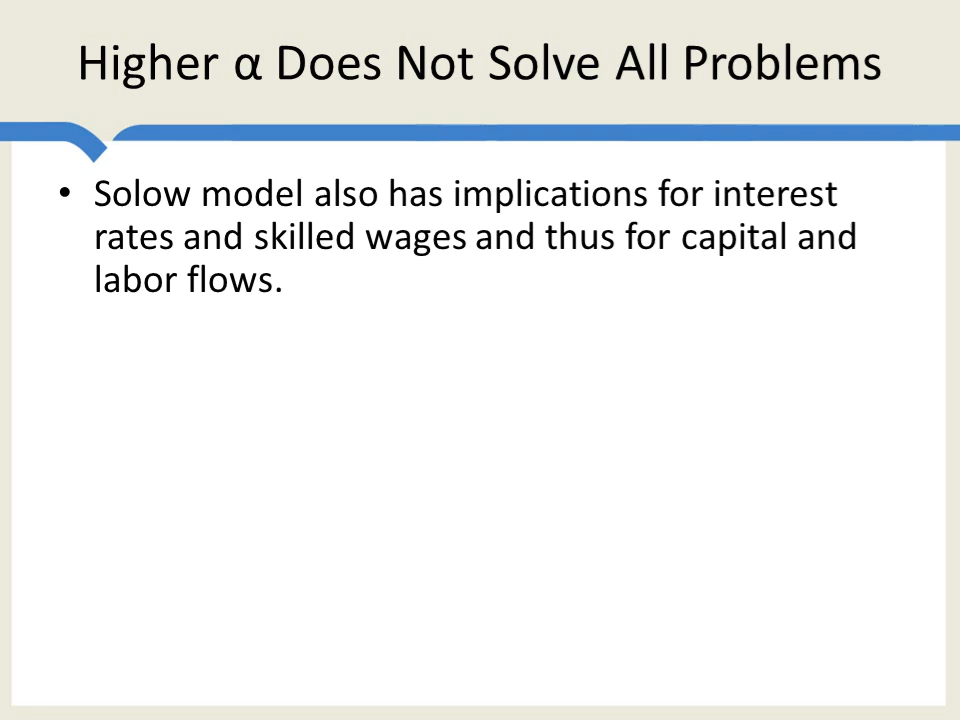 Higher α Does Not Solve All Problems
• Solow model also has implications for interest
rates and skilled wages and thus for capital and
labor flows.